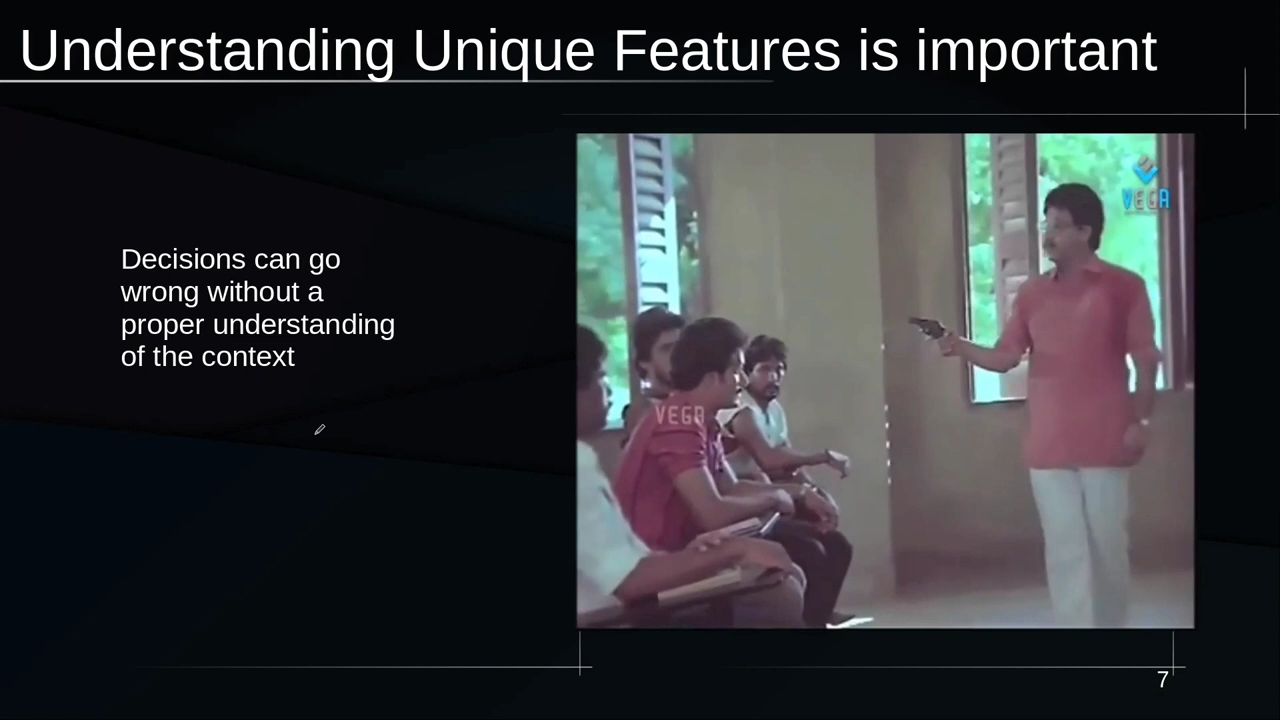 Understanding Unique Features is important
Decisions can go
wrong without a
proper understanding
of the context
VEGA
VEGA
7